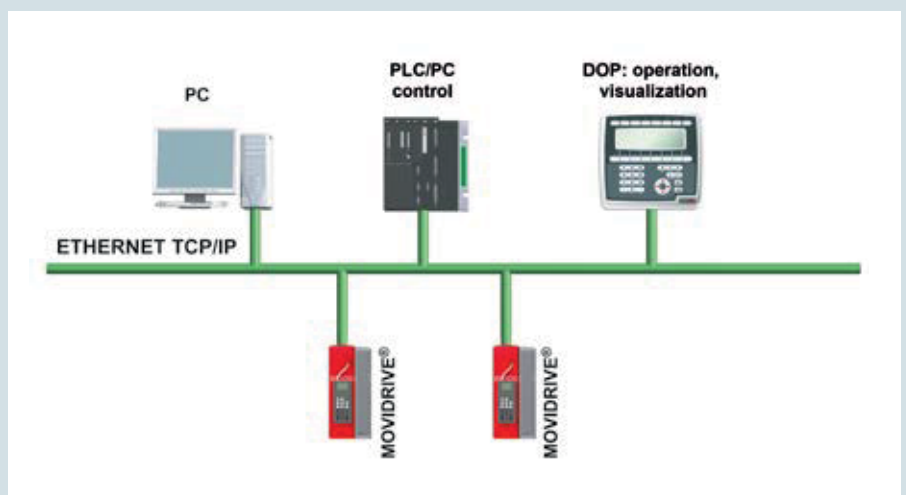 PC
PLC/PC
control
DOP: operation,
visualization
ETHERNET TCP/IP
MOVIDRIVE®
MOVIDRIVE®